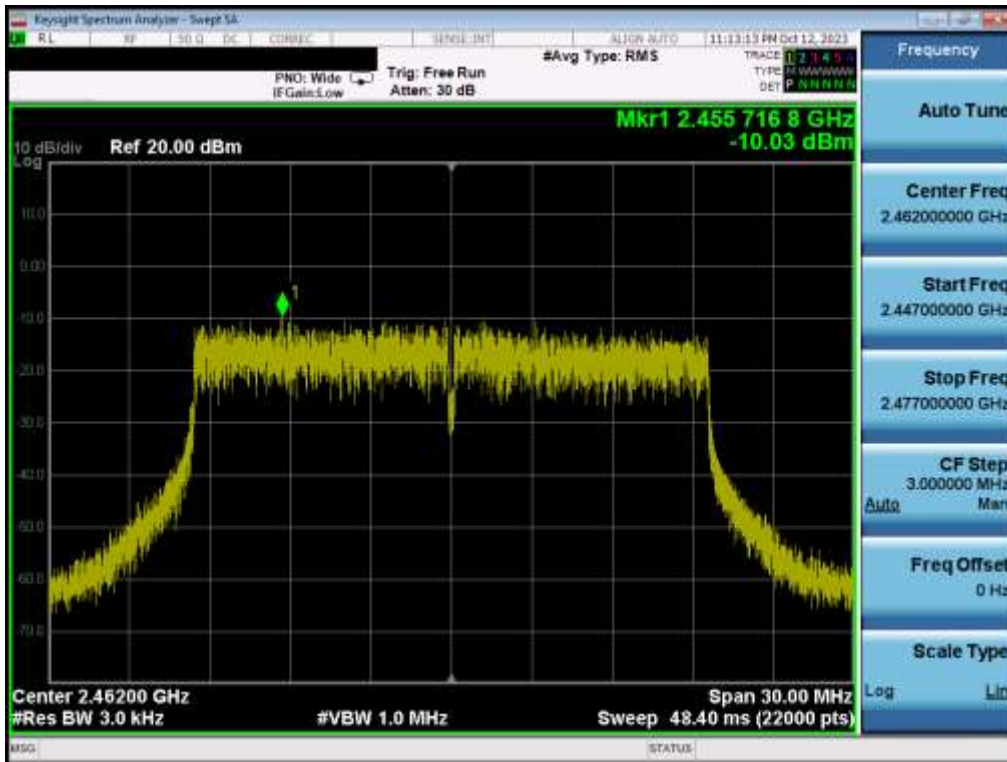 Keysight Spectrum Analyzer - Swept SA
RL RF 50 Ω DC CORREC SENSE:INT ALIGN AUTO 11:13:13 PM Oct 12, 2023
Frequency
#Avg Type: RMS
TRACE 1 2 3 4 5 6
PNO: Wide Trig: Free Run
TYPE M WWWWW
IFGain:Low Atten: 30 dB
DET P NNNNN
Auto Tune
Mkr1 2.455 716 8 GHz
-10.03 dBm
10 dB/div Ref 20.00 dBm
Log
10.0
0.00
-10.0
-20.0
-30.0
-40.0
-50.0
-60.0
-70.0
1
Center Freq
2.462000000 GHz
Start Freq
2.447000000 GHz
Stop Freq
2.477000000 GHz
CF Step
3.000000 MHz
Auto Man
Freq Offset
0 Hz
Scale Type
Log Lin
Center 2.46200 GHz Span 30.00 MHz
#Res BW 3.0 kHz #VBW 1.0 MHz Sweep 48.40 ms (22000 pts)
MSG STATUS